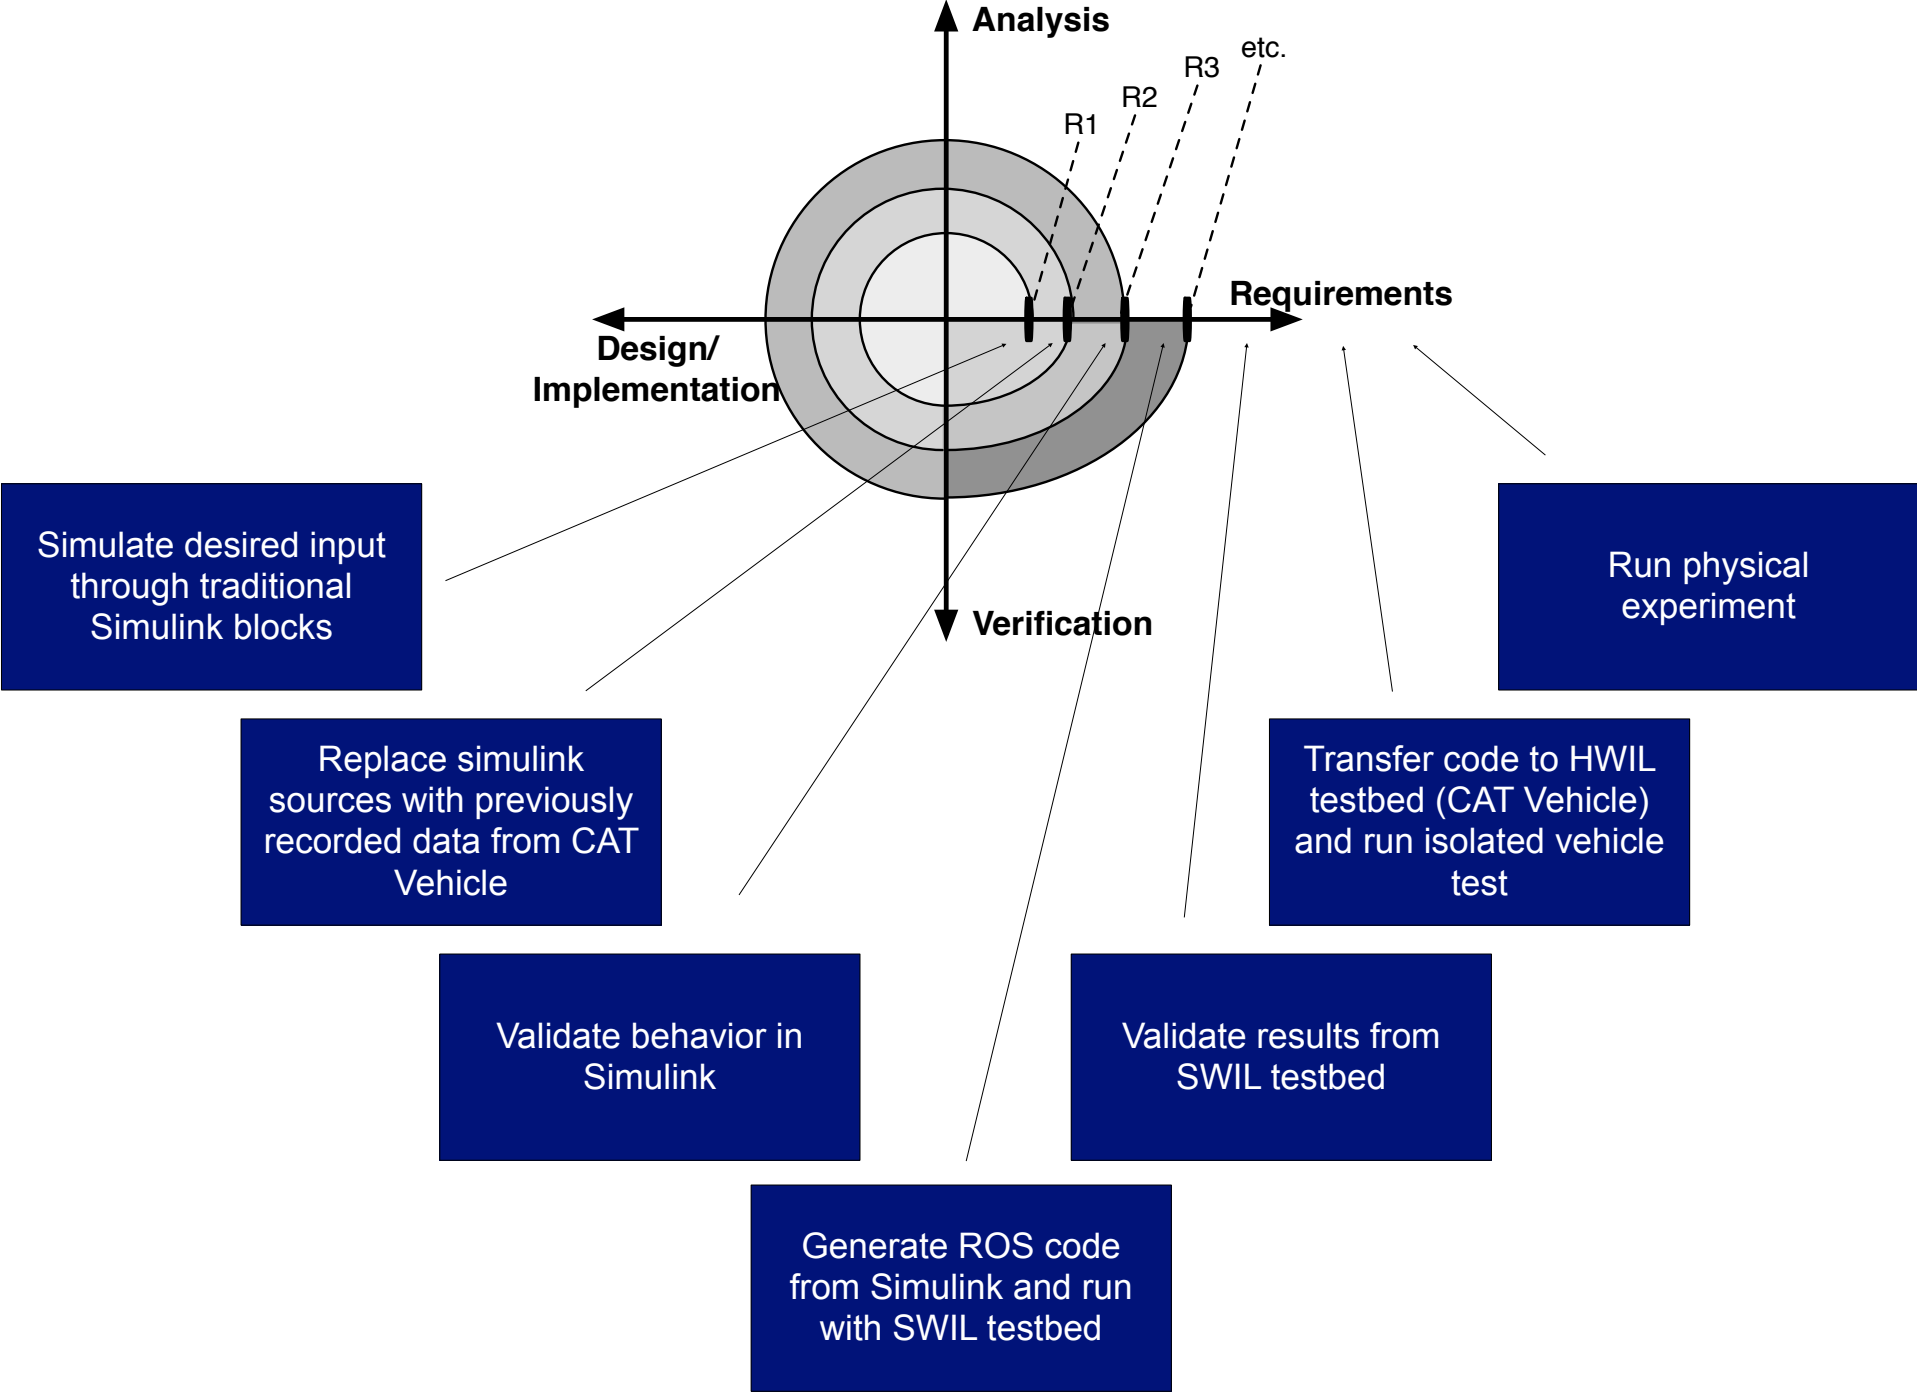 Analysis
etc.
R3
R2
R1
Requirements
Design/
Implementation
Verification
Simulate desired input
through traditional
Simulink blocks
Replace simulink
sources with previously
recorded data from CAT
Vehicle
Validate behavior in
Simulink
Generate ROS code
from Simulink and run
with SWIL testbed
Validate results from
SWIL testbed
Transfer code to HWIL
testbed (CAT Vehicle)
and run isolated vehicle
test
Run physical
experiment